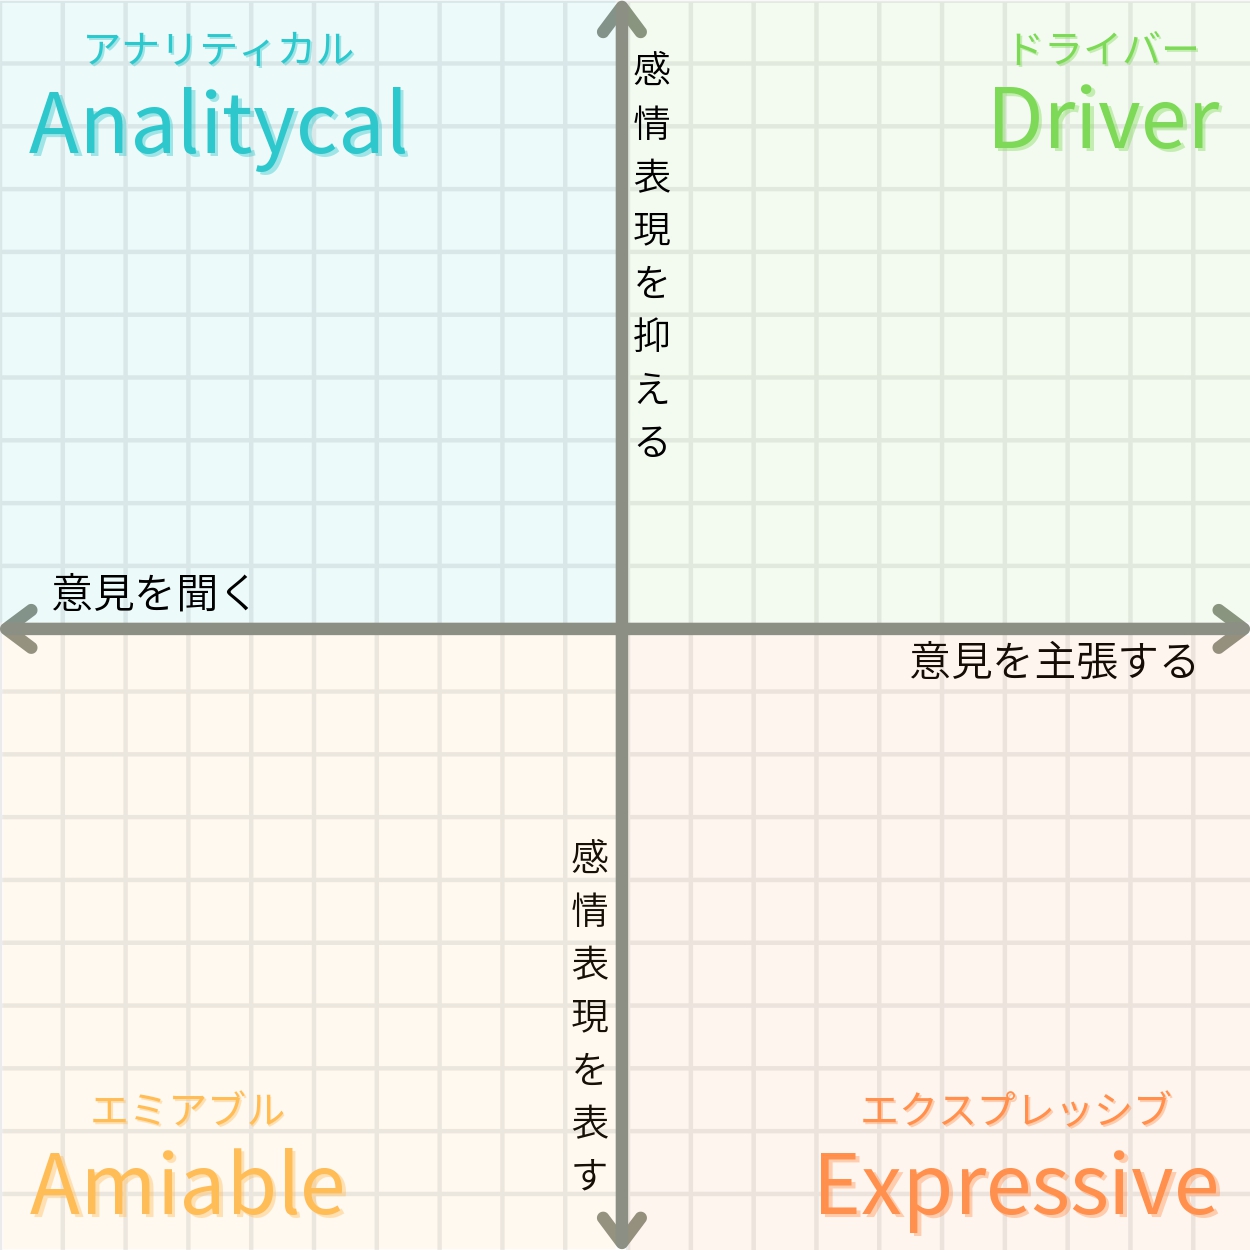 アナリティカル
Analitycal
ドライバー
Driver
感情表現を抑える
意見を聞く
意見を主張する
感情表現を表す
エミアブル
Amiable
エクスプレッシブ
Expressive